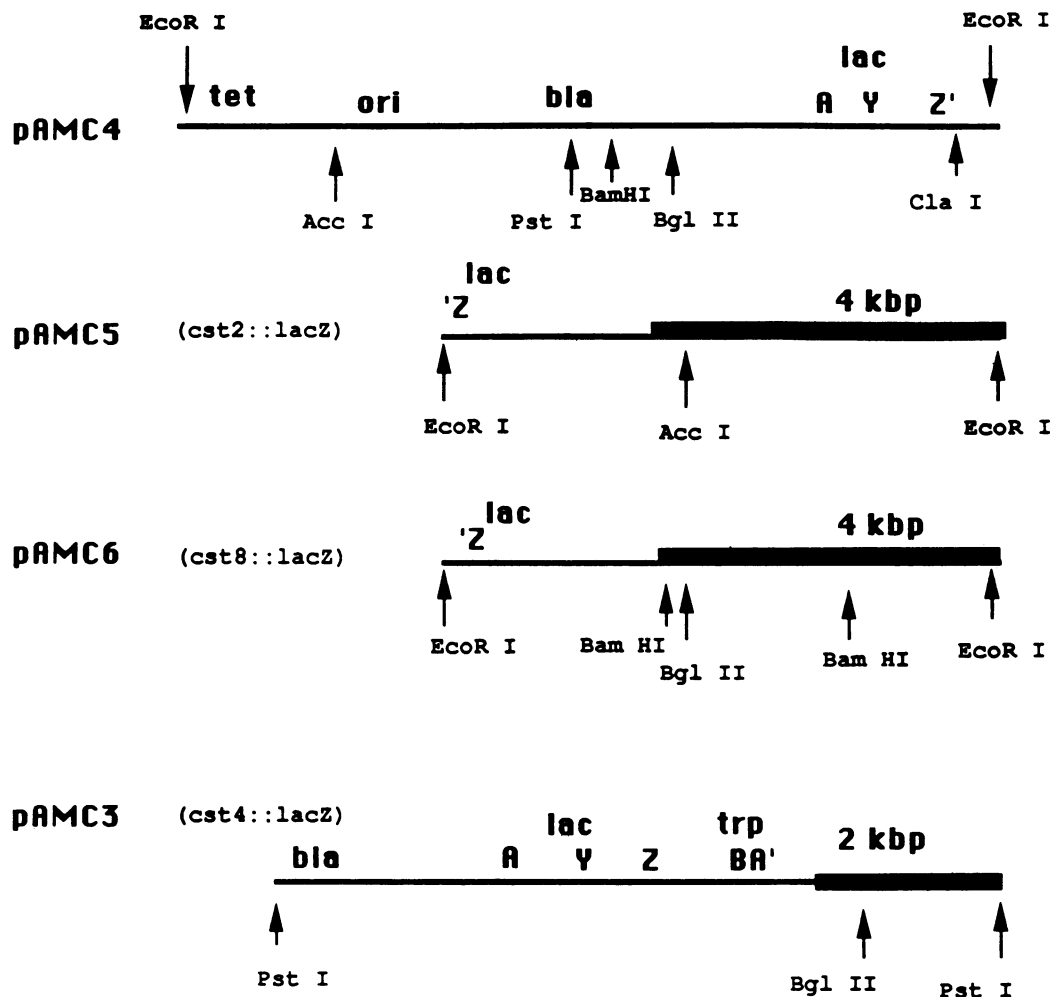 EcoR I
EcoR I
lac
tet ori bla A Y Z'
pAMC4
Acc I Pst I BamHI Bgl II Cla I
lac
'Z 4 kbp
pAMC5 (cst2::lacZ)
EcoR I Acc I EcoR I
lac
'Z 4 kbp
pAMC6 (cst8::lacZ)
EcoR I Bam HI Bgl II Bam HI EcoR I
pAMC3 (cst4::lacZ)
lac trp 2 kbp
bla A Y Z BA'
Pst I Bgl II Pst I